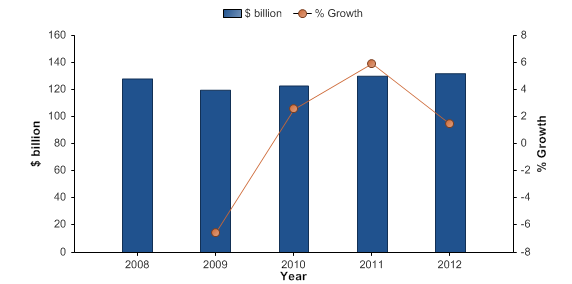 $ billion % Growth
160 8
140 6
120 4
100 2
80 0
60 -2
40 -4
20 -6
0 -8
$ billion
% Growth
2008 2009 2010 2011 2012
Year